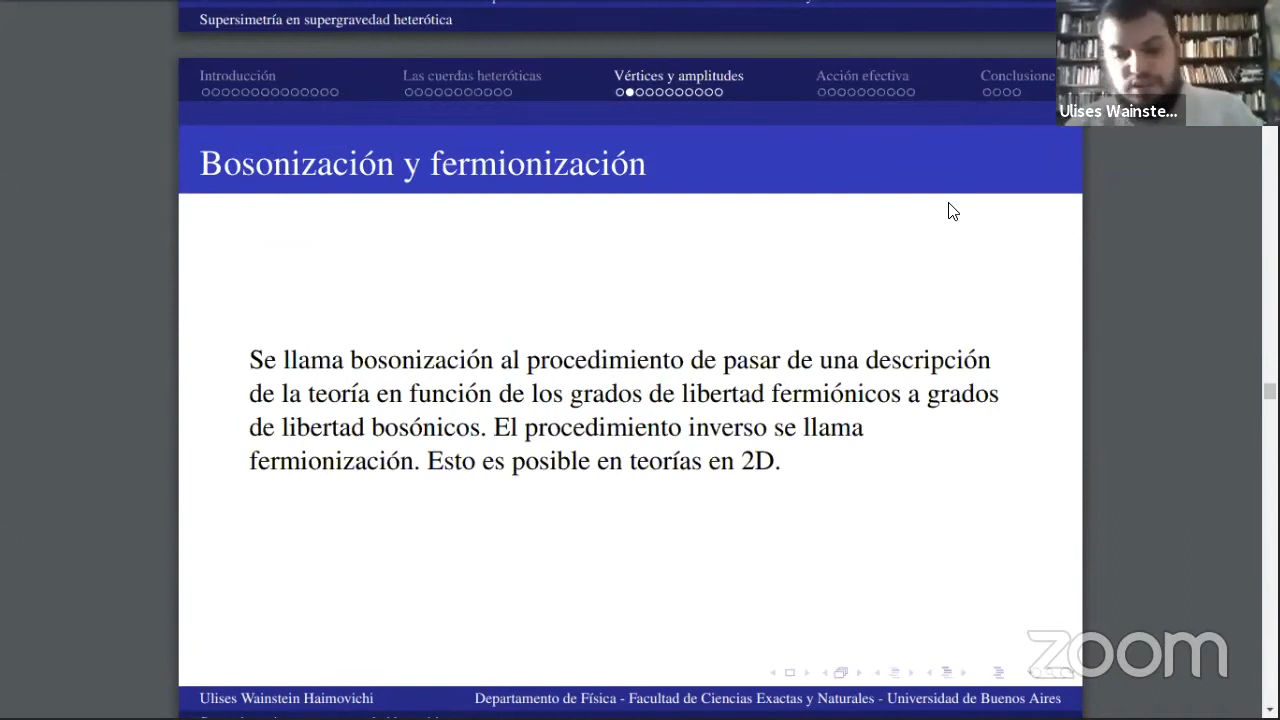 Supersimetría en supergravedad heterótica
Introducción
Las cuerdas heteróticas
Vértices y amplitudes
Acción efectiva
Conclusione
Ulises Wainste...
Bosonización y fermionización
Se llama bosonización al procedimiento de pasar de una descripción
de la teoría en función de los grados de libertad fermiónicos a grados
de libertad bosónicos. El procedimiento inverso se llama
fermionización. Esto es posible en teorías en 2D.
zoom
Ulises Wainstein Haimovichi
Departamento de Física - Facultad de Ciencias Exactas y Naturales - Universidad de Buenos Aires